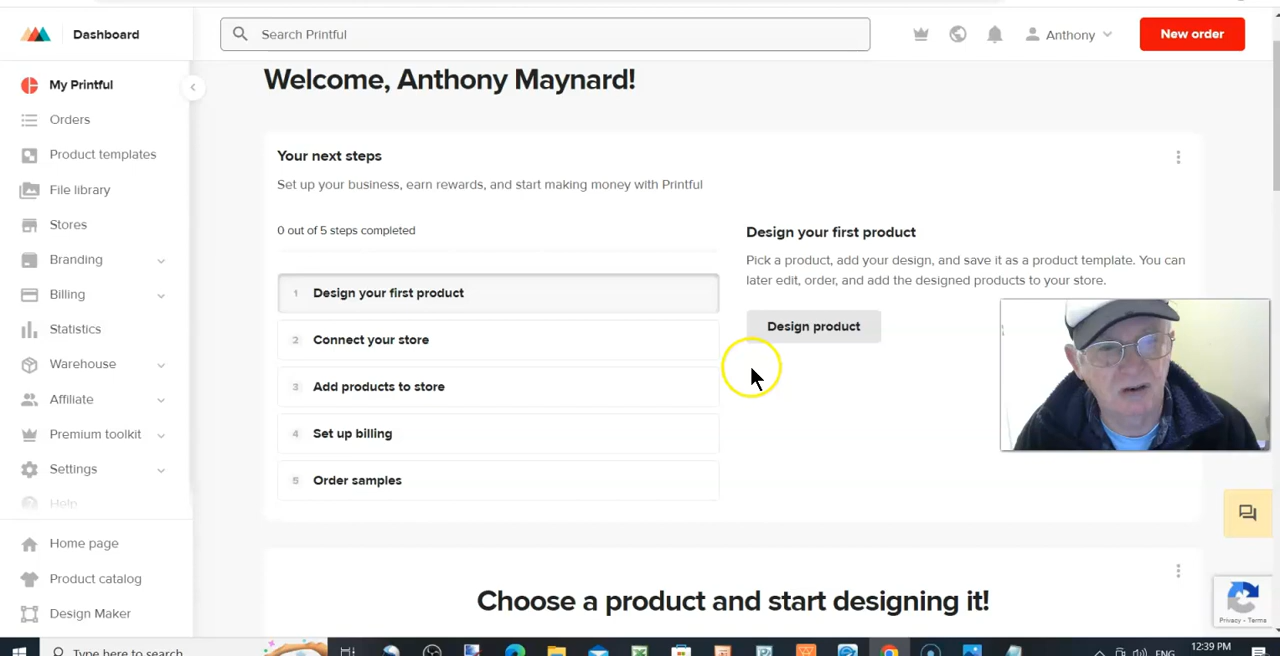 Dashboard
Search Printful
Anthony
New order
My Printful
Orders
Product templates
File library
Stores
Branding
Billing
Statistics
Warehouse
Affiliate
Premium toolkit
Settings
Help
Home page
Product catalog
Design Maker
Welcome, Anthony Maynard!
Your next steps
Set up your business, earn rewards, and start making money with Printful
0 out of 5 steps completed
1 Design your first product
2 Connect your store
3 Add products to store
4 Set up billing
5 Order samples
Design your first product
Pick a product, add your design, and save it as a product template. You can
later edit, order, and add the designed products to your store.
Design product
Choose a product and start designing it!
Privacy - Terms
Type here to search
ENG
12:39 PM